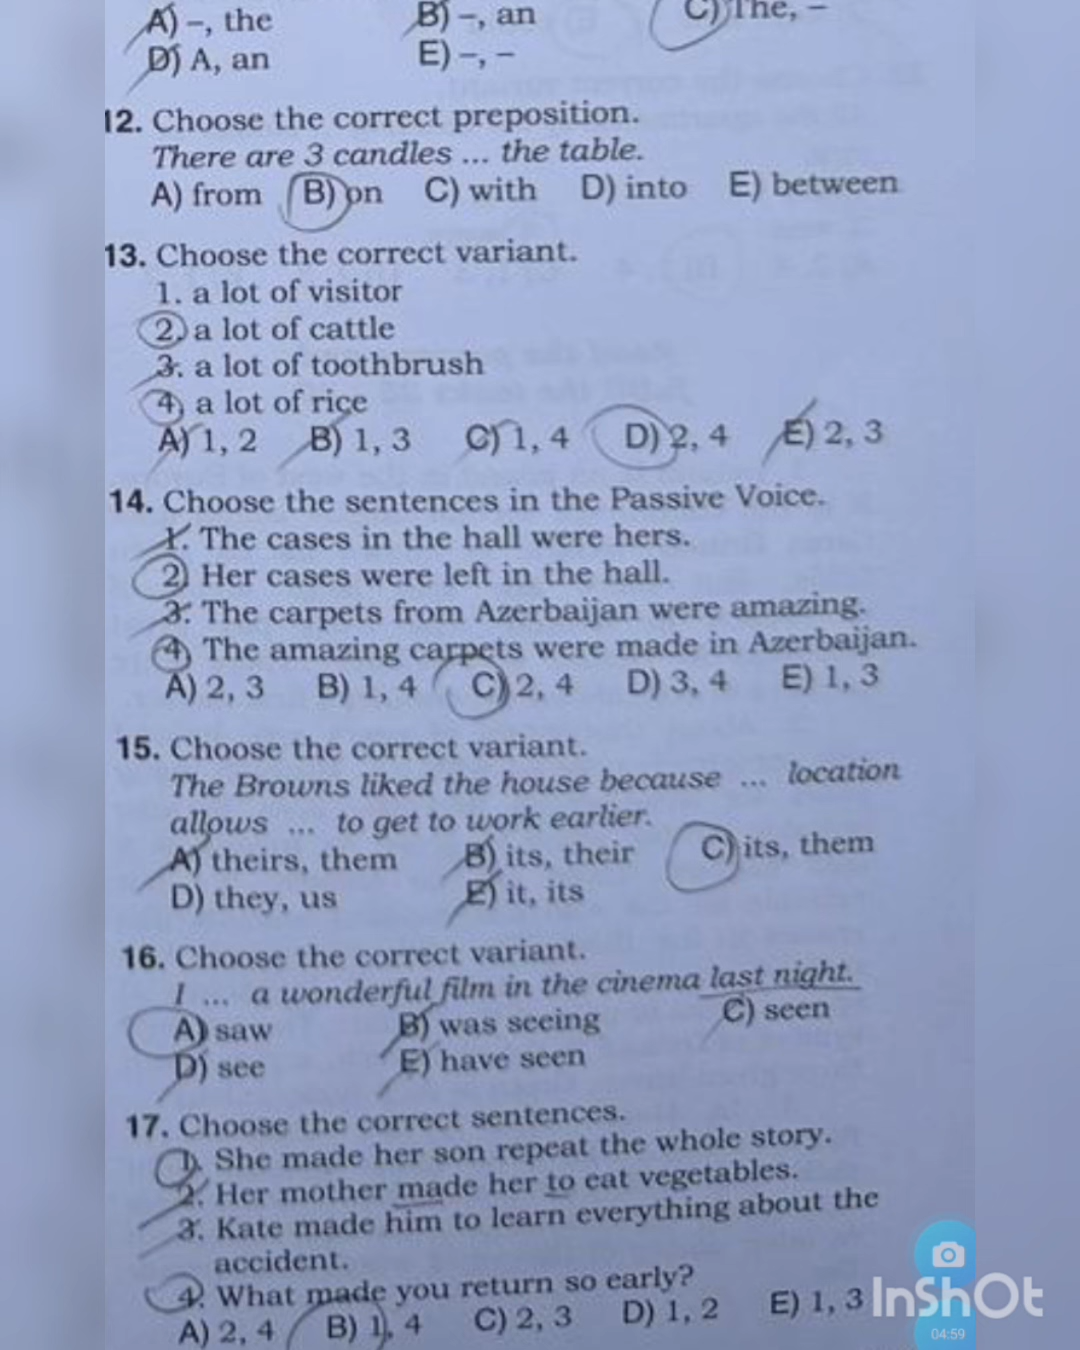 A) –, the B) –, an C) The, –
D) A, an E) –, –
12. Choose the correct preposition.
There are 3 candles ... the table.
A) from B) on C) with D) into E) between
13. Choose the correct variant.
1. a lot of visitor
2. a lot of cattle
3. a lot of toothbrush
4. a lot of rice
A) 1, 2 B) 1, 3 C) 1, 4 D) 2, 4 E) 2, 3
14. Choose the sentences in the Passive Voice.
1. The cases in the hall were hers.
2. Her cases were left in the hall.
3. The carpets from Azerbaijan were amazing.
4. The amazing carpets were made in Azerbaijan.
A) 2, 3 B) 1, 4 C) 2, 4 D) 3, 4 E) 1, 3
15. Choose the correct variant.
The Browns liked the house because ... location
allows ... to get to work earlier.
A) theirs, them B) its, their C) its, them
D) they, us E) it, its
16. Choose the correct variant.
I ... a wonderful film in the cinema last night.
A) saw B) was seeing C) seen
D) see E) have seen
17. Choose the correct sentences.
1. She made her son repeat the whole story.
2. Her mother made her to eat vegetables.
3. Kate made him to learn everything about the
accident.
4. What made you return so early?
A) 2, 4 B) 1, 4 C) 2, 3 D) 1, 2 E) 1, 3
InShOt
04:59